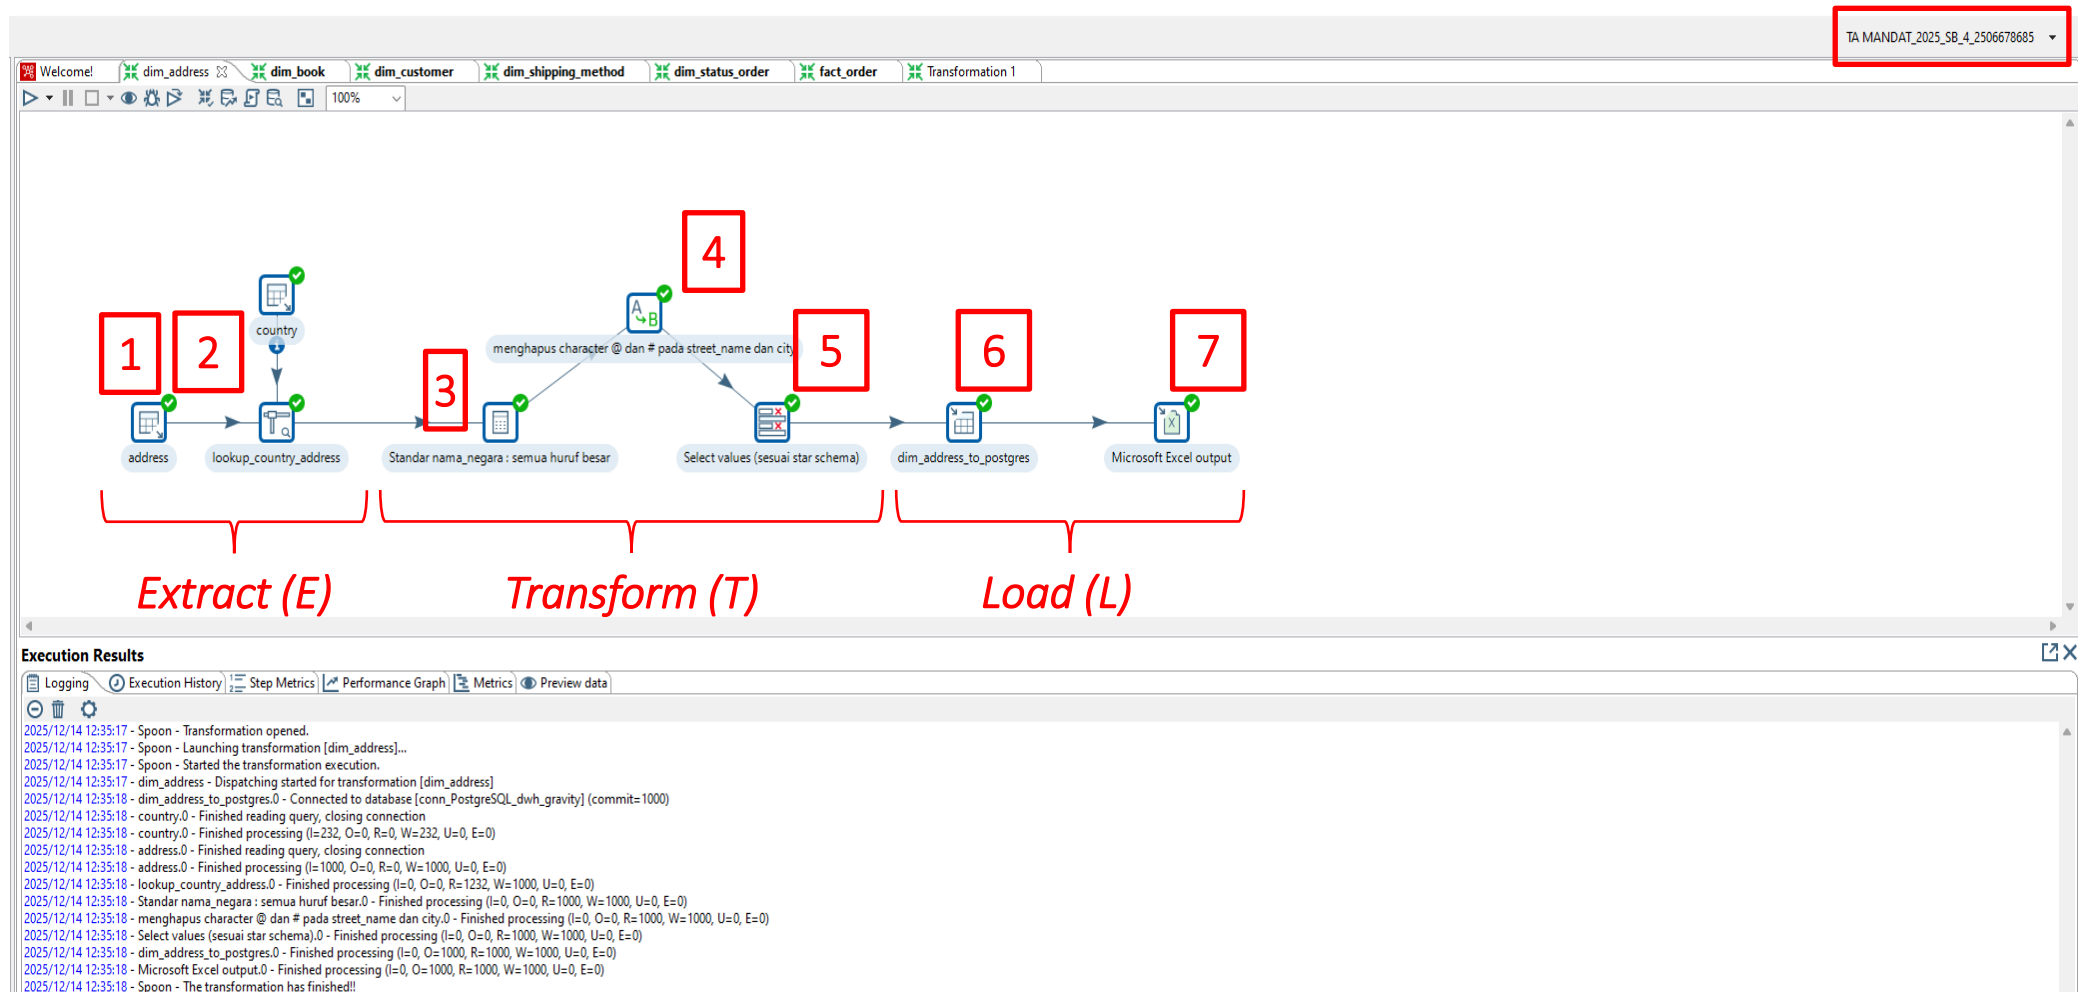 TA MANDAT_2025_SB_4_2506678685
Welcome!
dim_address
dim_book
dim_customer
dim_shipping_method
dim_status_order
fact_order
Transformation 1
100%
4
country
A
B
menghapus character @ dan # pada street_name dan city
1
2
3
5
6
7
address
lookup_country_address
Standar nama_negara : semua huruf besar
Select values (sesuai star schema)
dim_address_to_postgres
Microsoft Excel output
Extract (E)
Transform (T)
Load (L)
Execution Results
Logging
Execution History
Step Metrics
Performance Graph
Metrics
Preview data
2025/12/14 12:35:17 - Spoon - Transformation opened.
2025/12/14 12:35:17 - Spoon - Launching transformation [dim_address]...
2025/12/14 12:35:17 - Spoon - Started the transformation execution.
2025/12/14 12:35:17 - dim_address - Dispatching started for transformation [dim_address]
2025/12/14 12:35:18 - dim_address_to_postgres.0 - Connected to database [conn_PostgreSQL_dwh_gravity] (commit=1000)
2025/12/14 12:35:18 - country.0 - Finished reading query, closing connection
2025/12/14 12:35:18 - country.0 - Finished processing (I=232, O=0, R=0, W=232, U=0, E=0)
2025/12/14 12:35:18 - address.0 - Finished reading query, closing connection
2025/12/14 12:35:18 - address.0 - Finished processing (I=1000, O=0, R=0, W=1000, U=0, E=0)
2025/12/14 12:35:18 - lookup_country_address.0 - Finished processing (I=0, O=0, R=1232, W=1000, U=0, E=0)
2025/12/14 12:35:18 - Standar nama_negara : semua huruf besar.0 - Finished processing (I=0, O=0, R=1000, W=1000, U=0, E=0)
2025/12/14 12:35:18 - menghapus character @ dan # pada street_name dan city.0 - Finished processing (I=0, O=0, R=1000, W=1000, U=0, E=0)
2025/12/14 12:35:18 - Select values (sesuai star schema).0 - Finished processing (I=0, O=0, R=1000, W=1000, U=0, E=0)
2025/12/14 12:35:18 - dim_address_to_postgres.0 - Finished processing (I=0, O=1000, R=1000, W=1000, U=0, E=0)
2025/12/14 12:35:18 - Microsoft Excel output.0 - Finished processing (I=0, O=1000, R=1000, W=1000, U=0, E=0)
2025/12/14 12:35:18 - Spoon - The transformation has finished!!